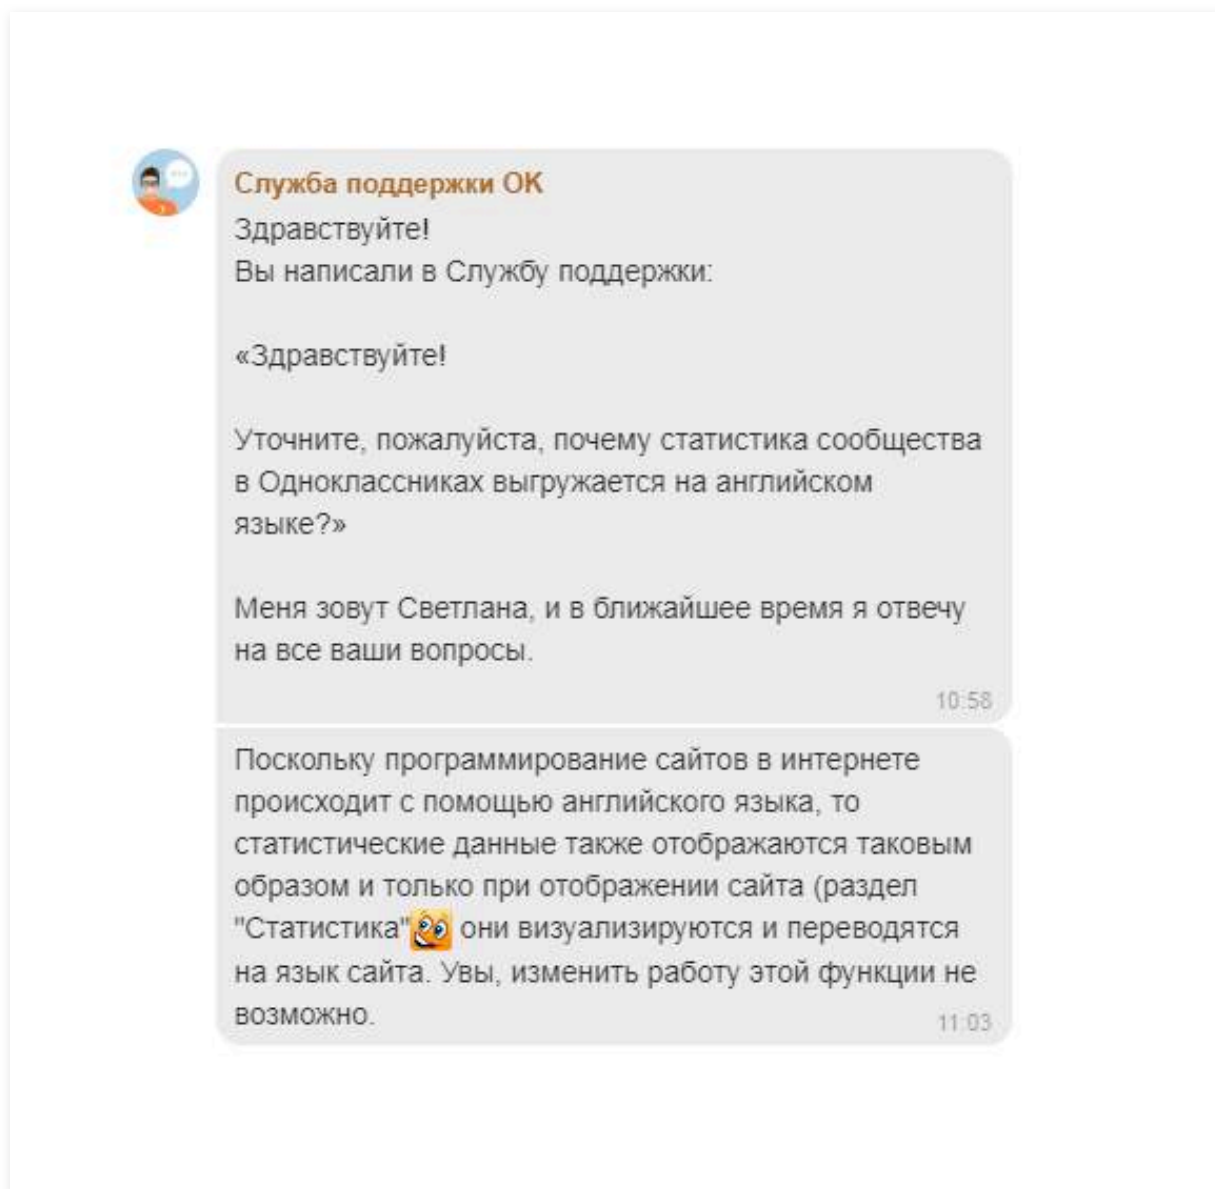 Служба поддержки ОК
Здравствуйте!
Вы написали в Службу поддержки:
«Здравствуйте!
Уточните, пожалуйста, почему статистика сообщества
в Одноклассниках выгружается на английском
языке?»
Меня зовут Светлана, и в ближайшее время я отвечу
на все ваши вопросы.
10:58
Поскольку программирование сайтов в интернете
происходит с помощью английского языка, то
статистические данные также отображаются таковым
образом и только при отображении сайта (раздел
"Статистика" они визуализируются и переводятся
на язык сайта. Увы, изменить работу этой функции не
возможно.
11:03